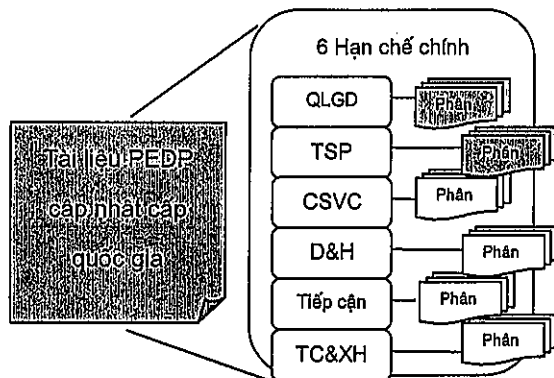 6 Hạn chế chính
QLGD
Phân
TSP
Phân
CSVC
Phân
D&H
Phân
Tiếp cận
Phân
TC&XH
Phân
Tài liệu PEDP
cập nhật cấp
quốc gia